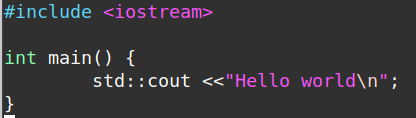 #include <iostream>

int main() {
        std::cout <<"Hello world\n";
}